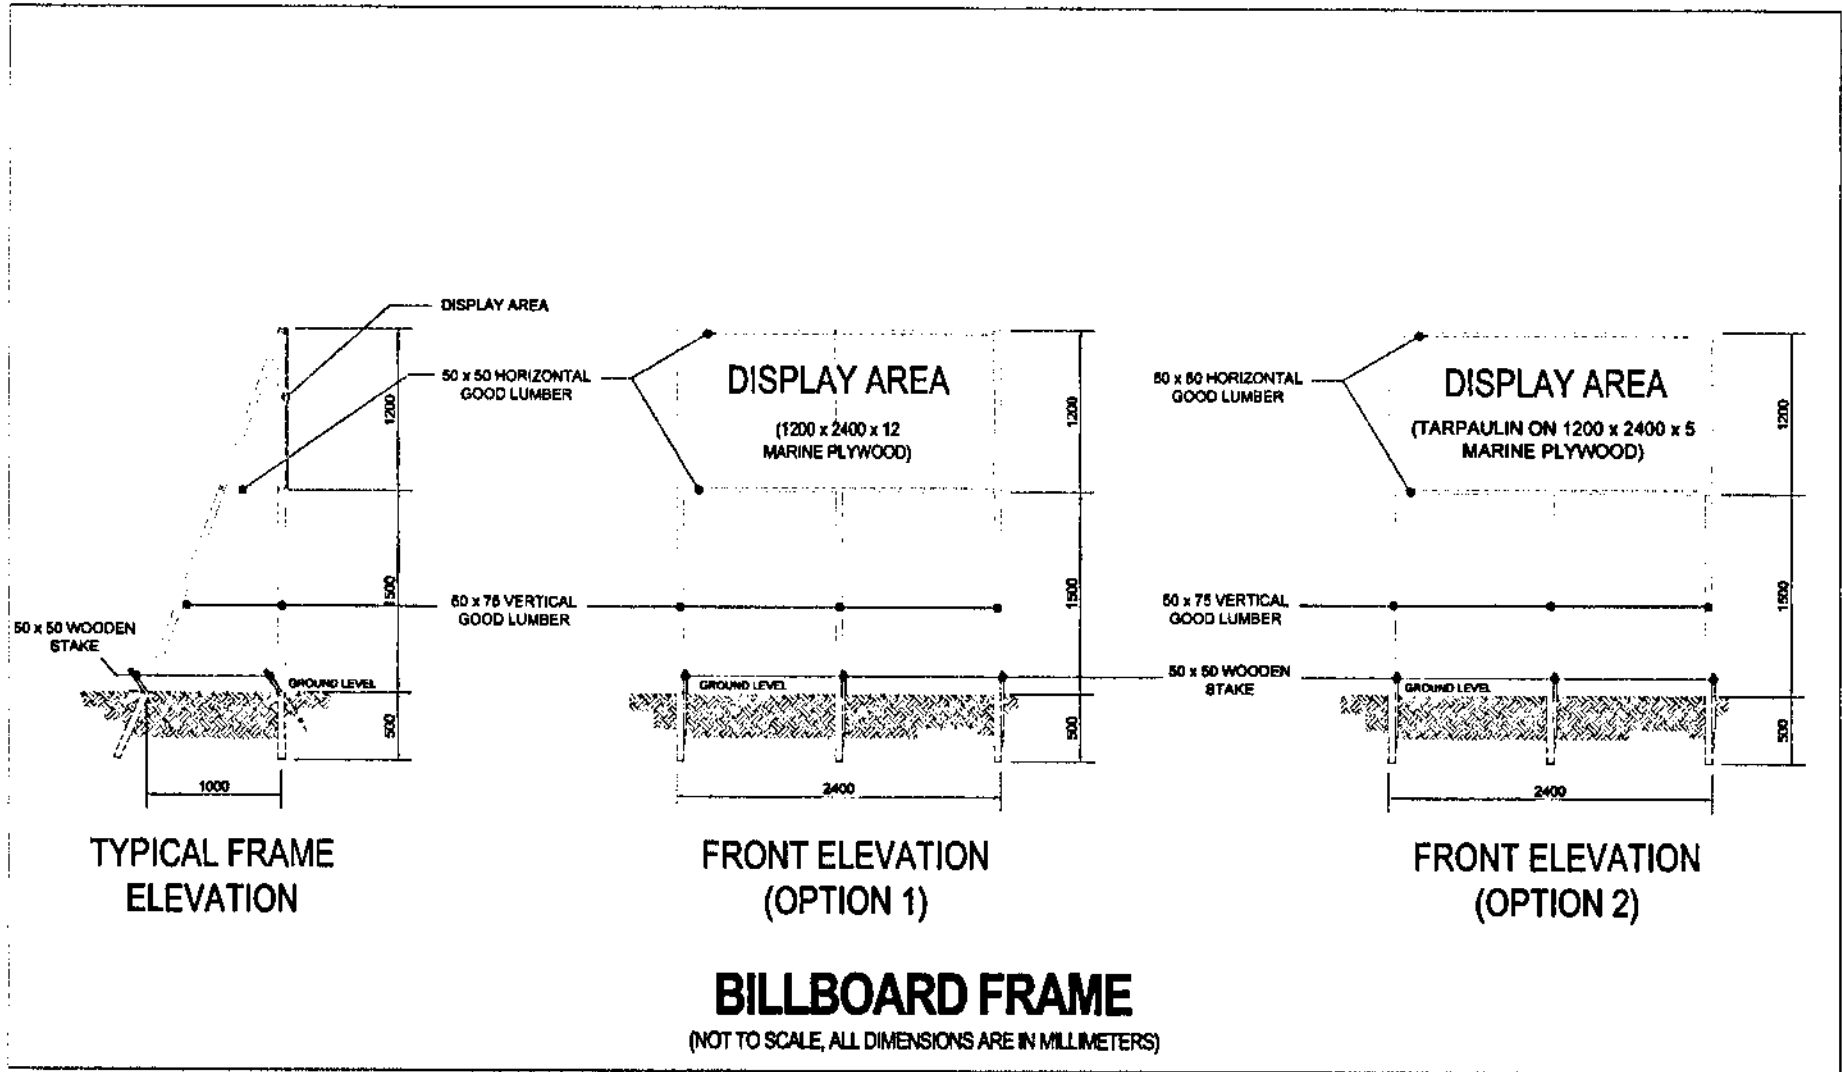 DISPLAY AREA
50 x 50 HORIZONTAL
GOOD LUMBER
1200
1500
50 x 75 VERTICAL
GOOD LUMBER
50 x 50 WOODEN
STAKE
GROUND LEVEL
500
1000
TYPICAL FRAME
ELEVATION
DISPLAY AREA
(1200 x 2400 x 12
MARINE PLYWOOD)
1200
1500
GROUND LEVEL
500
2400
FRONT ELEVATION
(OPTION 1)
50 x 50 HORIZONTAL
GOOD LUMBER
DISPLAY AREA
(TARPAULIN ON 1200 x 2400 x 5
MARINE PLYWOOD)
1200
50 x 75 VERTICAL
GOOD LUMBER
1500
50 x 50 WOODEN
STAKE
GROUND LEVEL
500
2400
FRONT ELEVATION
(OPTION 2)
BILLBOARD FRAME
(NOT TO SCALE, ALL DIMENSIONS ARE IN MILLIMETERS)